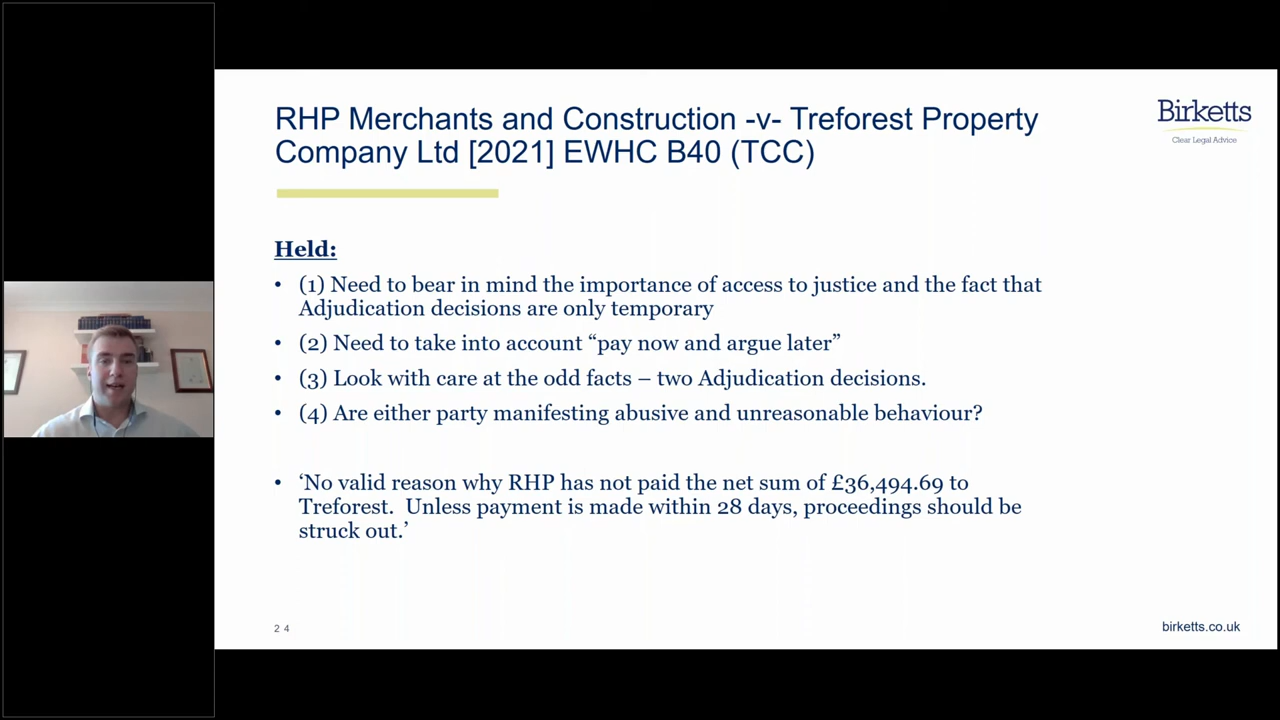 RHP Merchants and Construction -v- Treforest Property
Company Ltd [2021] EWHC B40 (TCC)
Birketts
Clear Legal Advice
Held:
• (1) Need to bear in mind the importance of access to justice and the fact that
Adjudication decisions are only temporary
• (2) Need to take into account “pay now and argue later”
• (3) Look with care at the odd facts – two Adjudication decisions.
• (4) Are either party manifesting abusive and unreasonable behaviour?
• ‘No valid reason why RHP has not paid the net sum of £36,494.69 to
Treforest.  Unless payment is made within 28 days, proceedings should be
struck out.’
24
birketts.co.uk